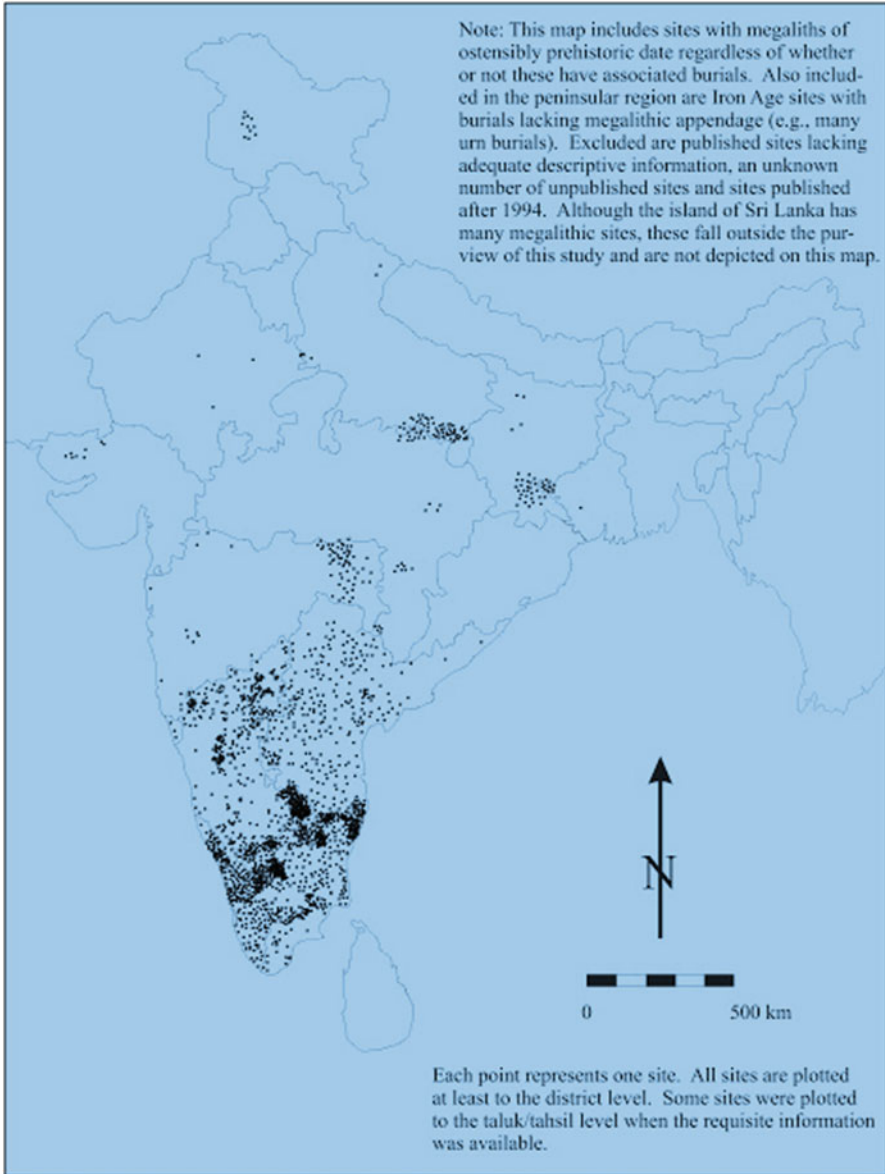 Note: This map includes sites with megaliths of
ostensibly prehistoric date regardless of whether
or not these have associated burials. Also includ-
ed in the peninsular region are Iron Age sites with
burials lacking megalithic appendage (e.g., many
urn burials). Excluded are published sites lacking
adequate descriptive information, an unknown
number of unpublished sites and sites published
after 1994. Although the island of Sri Lanka has
many megalithic sites, these fall outside the pur-
view of this study and are not depicted on this map.
N
0 500 km
Each point represents one site. All sites are plotted
at least to the district level. Some sites were plotted
to the taluk/tahsil level when the requisite information
was available.